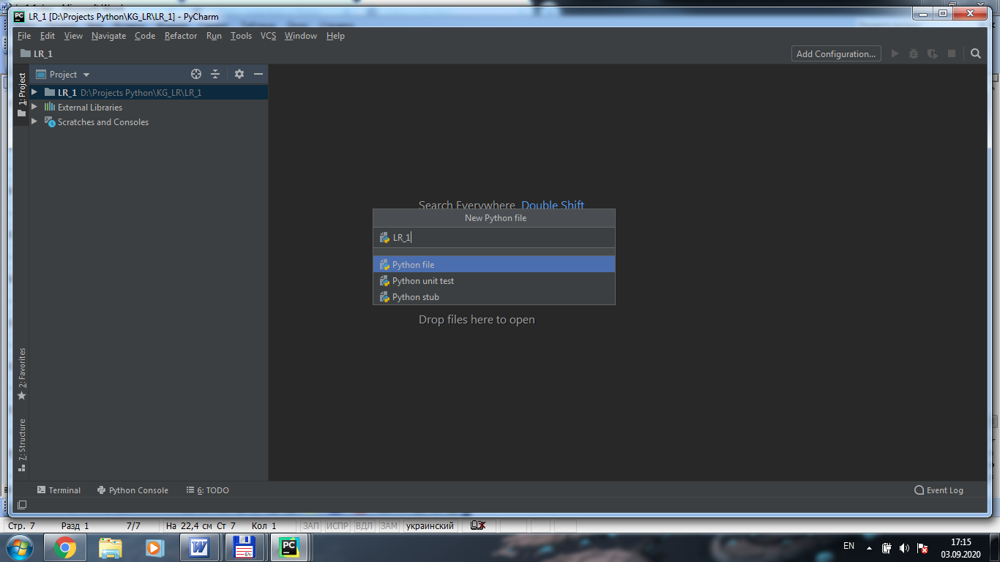 LR_1 [D:\Projects Python\KG_LR\LR_1] - PyCharm
File Edit View Navigate Code Refactor Run Tools VCS Window Help
LR_1 Add Configuration...
1: Project
Project
LR_1 D:\Projects Python\KG_LR\LR_1
External Libraries
Scratches and Consoles
Search Everywhere Double Shift
New Python file
LR_1
Python file
Python unit test
Python stub
Drop files here to open
2: Favorites
7: Structure
Terminal Python Console 6: TODO Event Log
Стр. 7 Разд 1 7/7 На 22,4 см Ст 7 Кол 1 ЗАП ИСПР ВДЛ ЗАМ украинский
W 64 PC EN 17:15
03.09.2020